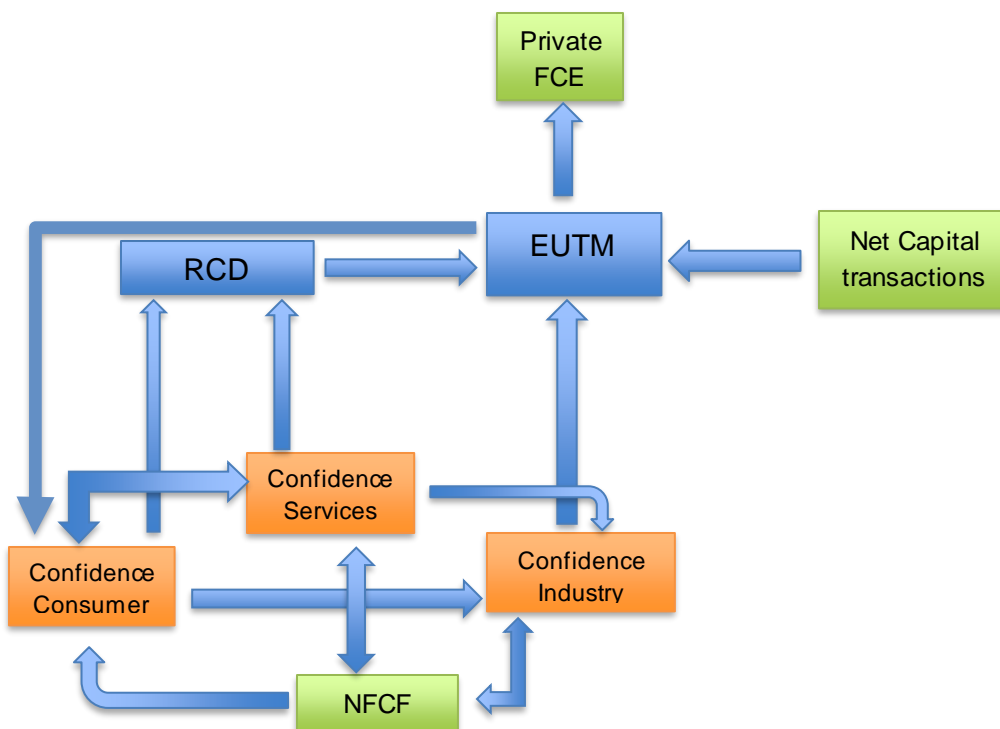 Private
FCE
EUTM
RCD
Net Capital
transactions
Confidence
Services
Confidence
Consumer
Confidence
Industry
NFCF